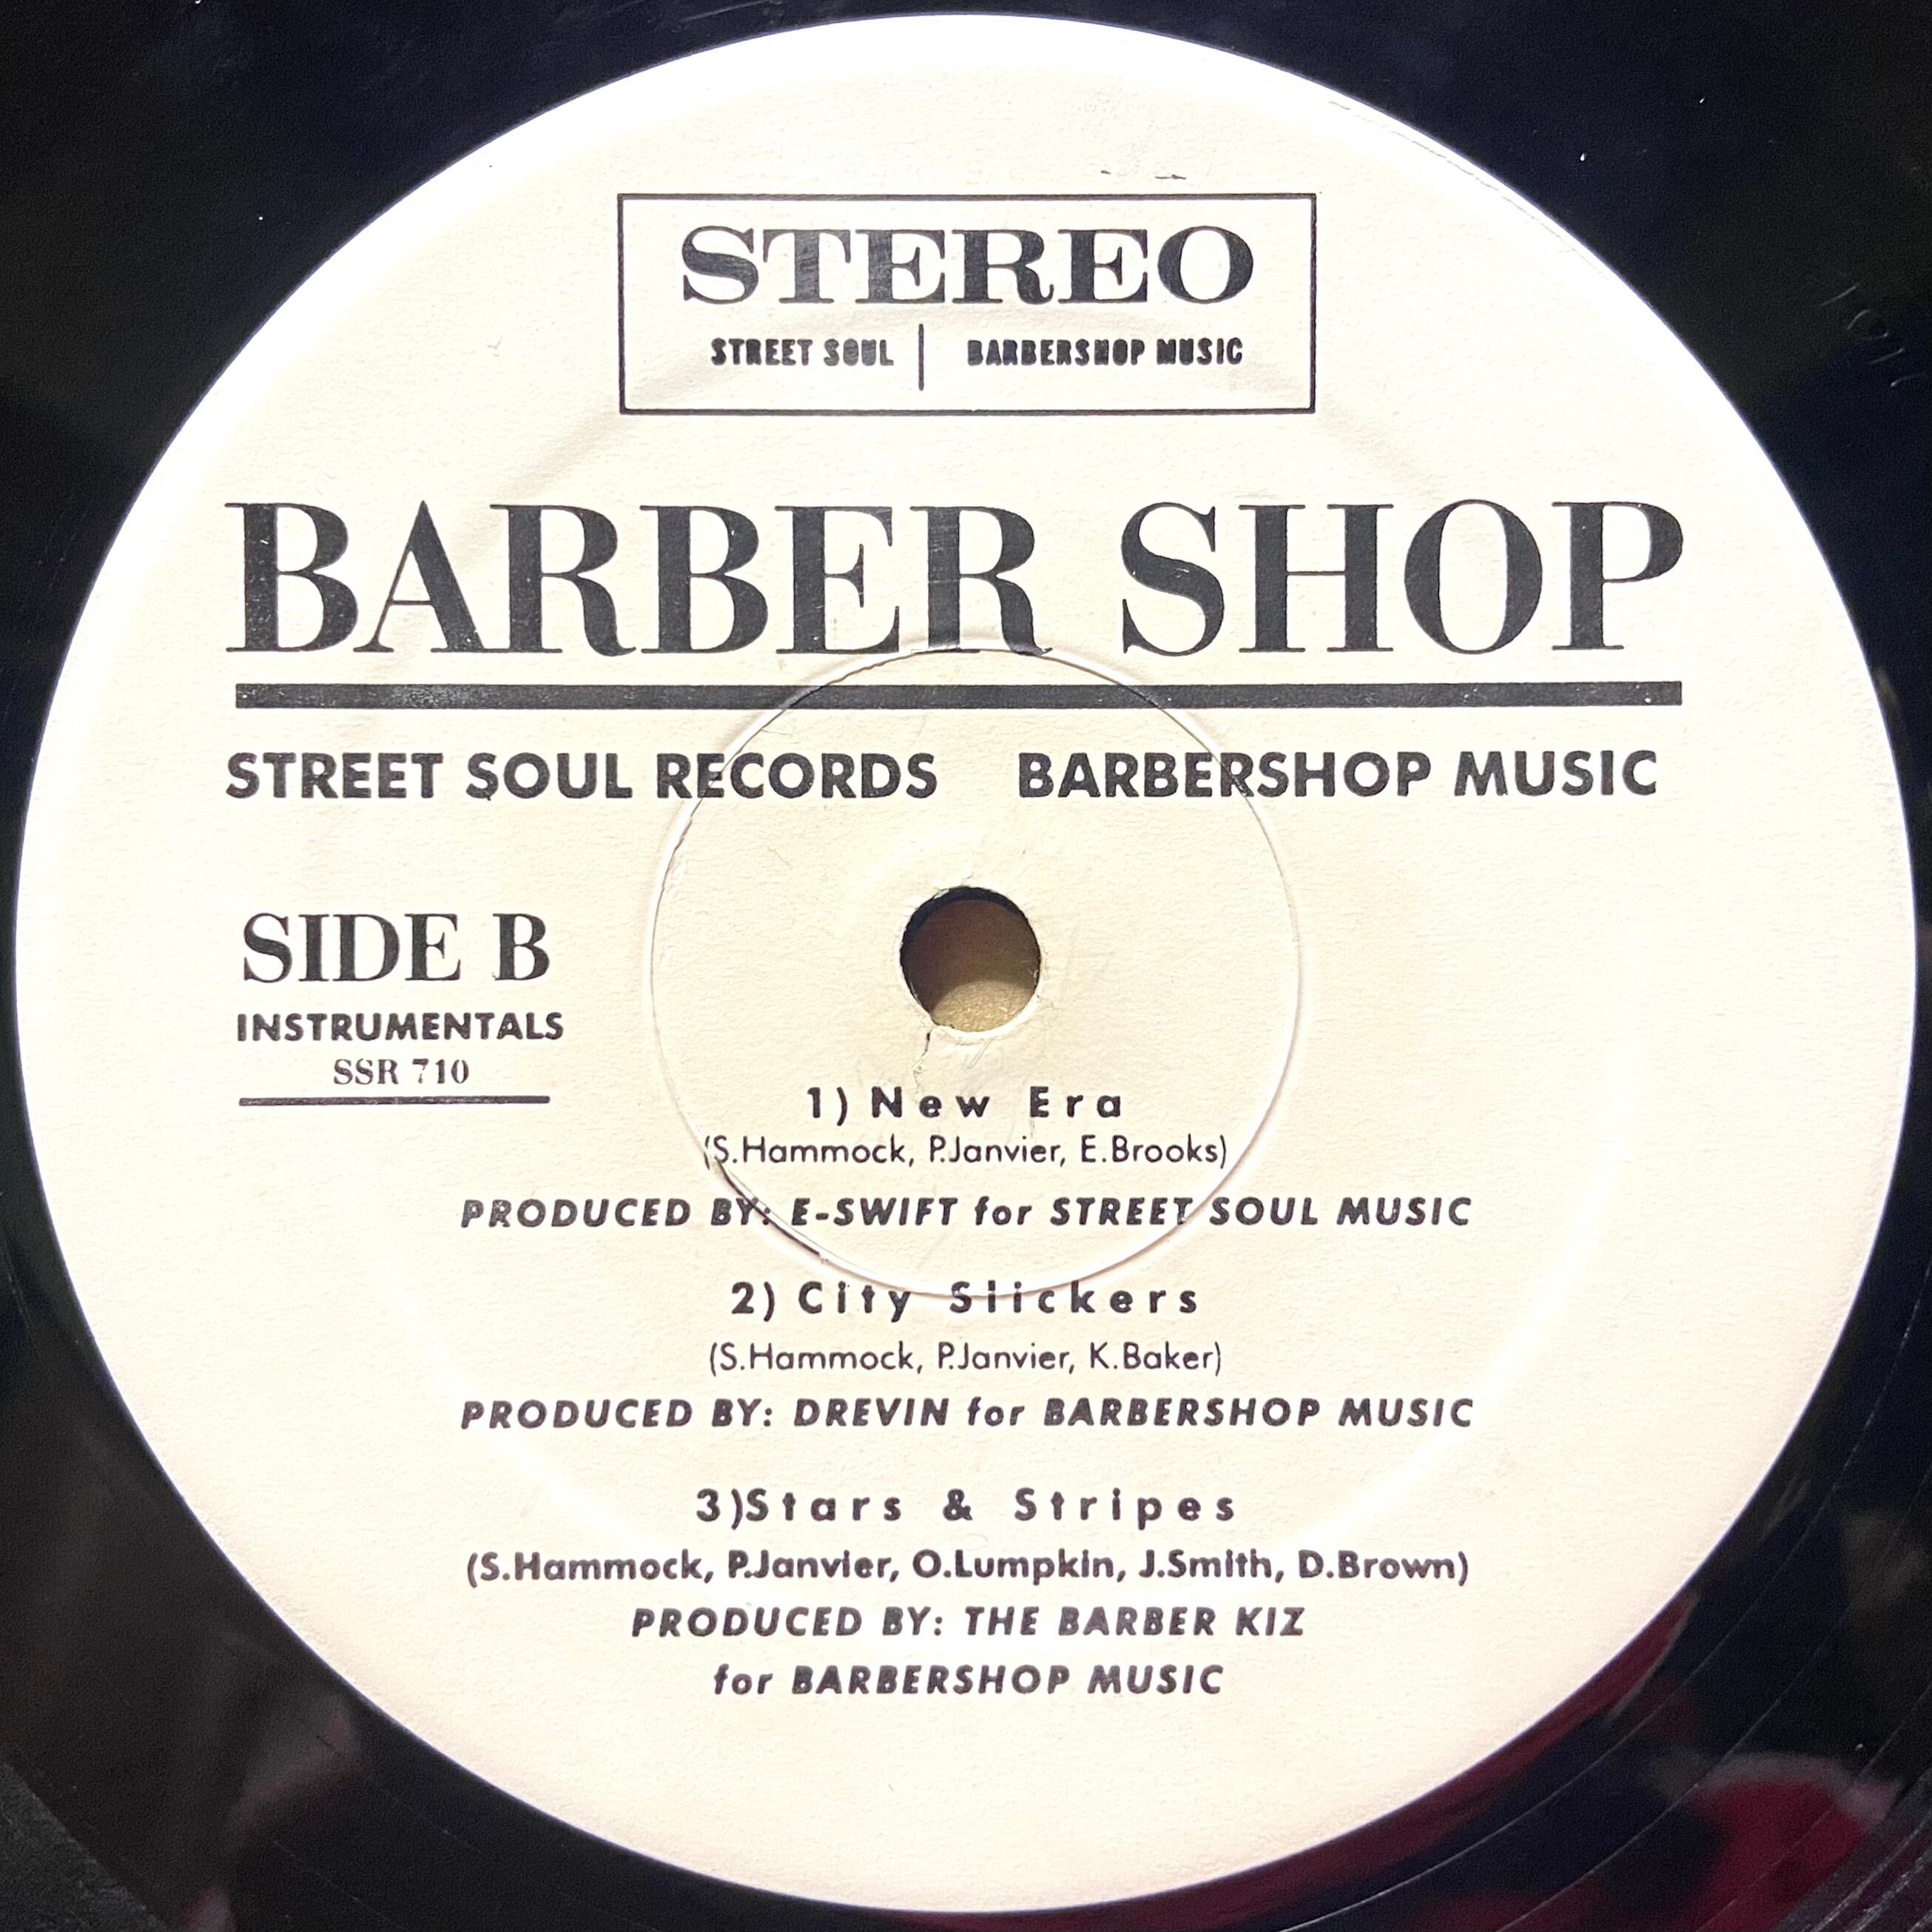 STEREO
STREET SOUL | BARBERSHOP MUSIC
BARBER SHOP
STREET SOUL RECORDS BARBERSHOP MUSIC
SIDE B
INSTRUMENTALS
SSR 710
1) New Era
(S.Hammock, P.Janvier, E.Brooks)
PRODUCED BY: E-SWIFT for STREET SOUL MUSIC
2) City Slickers
(S.Hammock, P.Janvier, K.Baker)
PRODUCED BY: DREVIN for BARBERSHOP MUSIC
3)Stars & Stripes
(S.Hammock, P.Janvier, O.Lumpkin, J.Smith, D.Brown)
PRODUCED BY: THE BARBER KIZ
for BARBERSHOP MUSIC